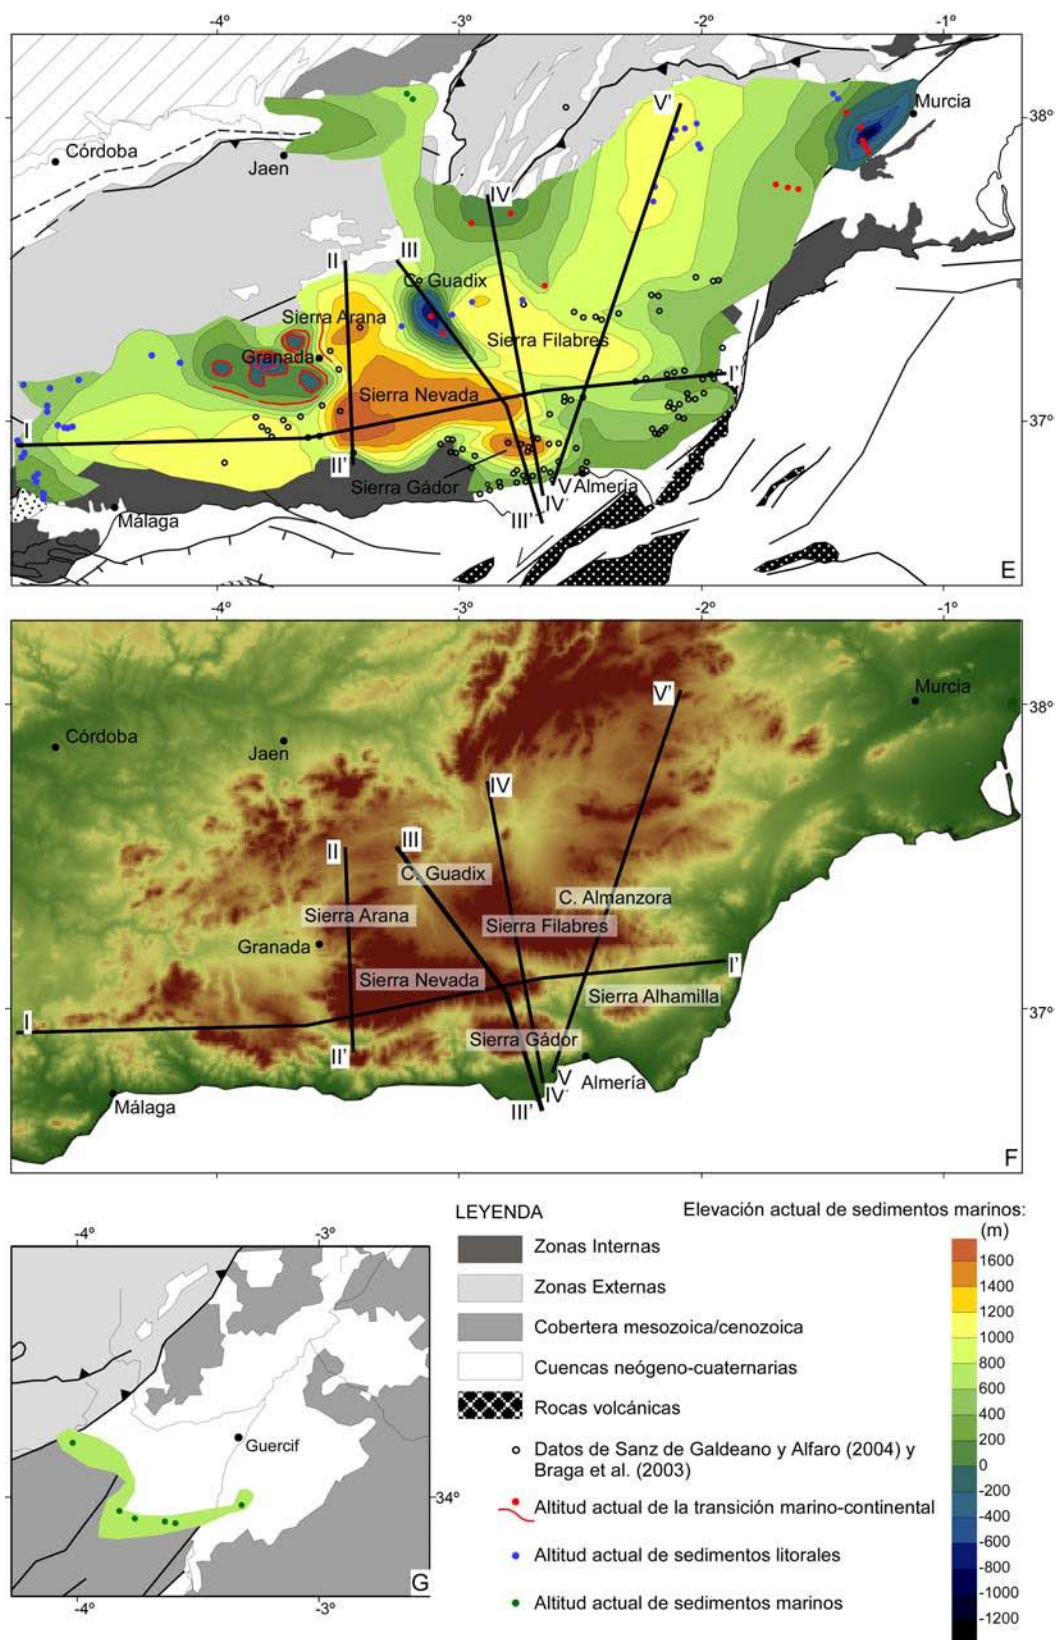 -4°
-3°
-2°
-1°
V'
Murcia
38°
Córdoba
Jaen
IV
II
III
C. Guadix
Sierra Arana
Granada
Sierra Filabres
Sierra Nevada
I'
I
37°
II'
Sierra Gádor
V Almería
IV'
III'
Málaga
E
-4°
-3°
-2°
-1°
Murcia
V'
38°
Córdoba
Jaen
IV
III
II
C. Guadix
C. Almanzora
Sierra Arana
Sierra Filabres
Granada
I'
Sierra Nevada
Sierra Alhamilla
I
37°
Sierra Gádor
II'
V
Almería
IV'
III'
Málaga
F
-4°
-3°
Guercif
34°
G
-4°
-3°
LEYENDA
Zonas Internas
Zonas Externas
Cobertera mesozoica/cenozoica
Cuencas neógeno-cuaternarias
Rocas volcánicas
Datos de Sanz de Galdeano y Alfaro (2004) y
Braga et al. (2003)
Altitud actual de la transición marino-continental
Altitud actual de sedimentos litorales
Altitud actual de sedimentos marinos
Elevación actual de sedimentos marinos:
(m)
1600
1400
1200
1000
800
600
400
200
0
-200
-400
-600
-800
-1000
-1200